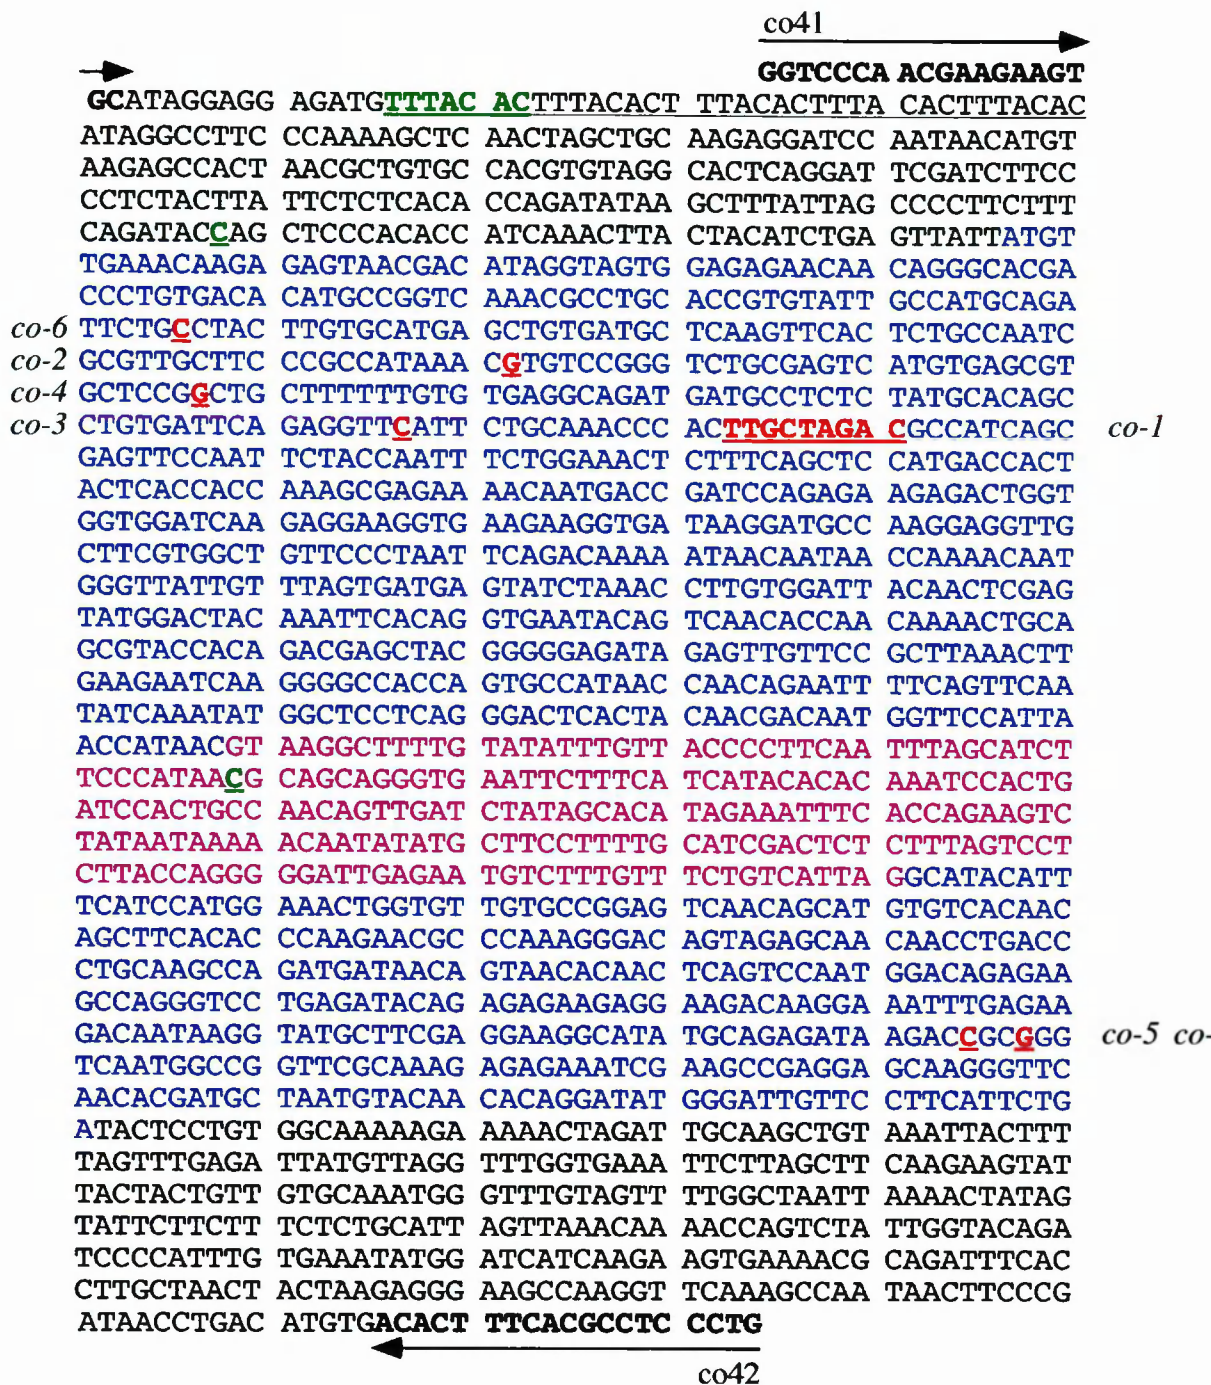 co41
GGTCCCA ACGAAGAAGT
GCATAGGAGG AGATGTTTAC ACTTTACACT TTACACTTTA CACTTTACAC
ATAGGCCTTC CCAAAAGCTC AACTAGCTGC AAGAGGATCC AATAACATGT
AAGAGCCACT AACGCTGTGC CACGTGTAGG CACTCAGGAT TCGATCTTCC
CCTCTACTTA TTCTCTCACA CCAGATATAA GCTTTATTAG CCCCTTCTTT
CAGATACCAG CTCCCACACC ATCAAACTTA CTACATCTGA GTTATTATGT
TGAAACAAGA GAGTAACGAC ATAGGTAGTG GAGAGAACAA CAGGGCACGA
CCCTGTGACA CATGCCGGTC AAACGCCTGC ACCGTGTATT GCCATGCAGA
co-6 TTCTGCCTAC TTGTGCATGA GCTGTGATGC TCAAGTTCAC TCTGCCAATC
co-2 GCGTTGCTTC CCGCCATAAA CGTGTCCGGG TCTGCGAGTC ATGTGAGCGT
co-4 GCTCCGGCTG CTTTTTTGTG TGAGGCAGAT GATGCCTCTC TATGCACAGC
co-3 CTGTGATTCA GAGGTTCATT CTGCAAACCC ACTTGCTAGA CGCCATCAGC co-1
GAGTTCCAAT TCTACCAATT TCTGGAAACT CTTTCAGCTC CATGACCACT
ACTCACCACC AAAGCGAGAA AACAATGACC GATCCAGAGA AGAGACTGGT
GGTGGATCAA GAGGAAGGTG AAGAAGGTGA TAAGGATGCC AAGGAGGTTG
CTTCGTGGCT GTTCCCTAAT TCAGACAAAA ATAACAATAA CCAAAACAAT
GGGTTATTGT TTAGTGATGA GTATCTAAAC CTTGTGGATT ACAACTCGAG
TATGGACTAC AAATTCACAG GTGAATACAG TCAACACCAA CAAAACTGCA
GCGTACCACA GACGAGCTAC GGGGGAGATA GAGTTGTTCC GCTTAAACTT
GAAGAATCAA GGGGCCACCA GTGCCATAAC CAACAGAATT TTCAGTTCAA
TATCAAATAT GGCTCCTCAG GGACTCACTA CAACGACAAT GGTTCCATTA
ACCATAACGT AAGGCTTTTG TATATTTGTT ACCCCTTCAA TTTAGCATCT
TCCCATAACG CAGCAGGGTG AATTCTTTCA TCATACACAC AAATCCACTG
ATCCACTGCC AACAGTTGAT CTATAGCACA TAGAAATTTC ACCAGAAGTC
TATAATAAAA ACAATATATG CTTCCTTTTG CATCGACTCT CTTTAGTCCT
CTTACCAGGG GGATTGAGAA TGTCTTTGTT TCTGTCATTA GGCATACATT
TCATCCATGG AAACTGGTGT TGTGCCGGAG TCAACAGCAT GTGTCACAAC
AGCTTCACAC CCAAGAACGC CCAAAGGGAC AGTAGAGCAA CAACCTGACC
CTGCAAGCCA GATGATAACA GTAACACAAC TCAGTCCAAT GGACAGAGAA
GCCAGGGTCC TGAGATACAG AGAGAAGAGG AAGACAAGGA AATTTGAGAA
GACAATAAGG TATGCTTCGA GGAAGGCATA TGCAGAGATA AGACCGCGGG co-5 co-
TCAATGGCCG GTTCGCAAAG AGAGAAATCG AAGCCGAGGA GCAAGGGTTC
AACACGATGC TAATGTACAA CACAGGATAT GGGATTGTTC CTTCATTCTG
ATACTCCTGT GGCAAAAAGA AAAACTAGAT TGCAAGCTGT AAATTACTTT
TAGTTTGAGA TTATGTTAGG TTTGGTGAAA TTCTTAGCTT CAAGAAGTAT
TACTACTGTT GTGCAAATGG GTTTGTAGTT TTGGCTAATT AAAACTATAG
TATTCTTCTT TCTCTGCATT AGTTAAACAA AACCAGTCTA TTGGTACAGA
TCCCCATTTG TGAAATATGG ATCATCAAGA AGTGAAAACG CAGATTTCAC
CTTGCTAACT ACTAAGAGGG AAGCCAAGGT TCAAAGCCAA TAACTTCCCG
ATAACCTGAC ATGTGACACT TTCACGCCTC CCTG
co42